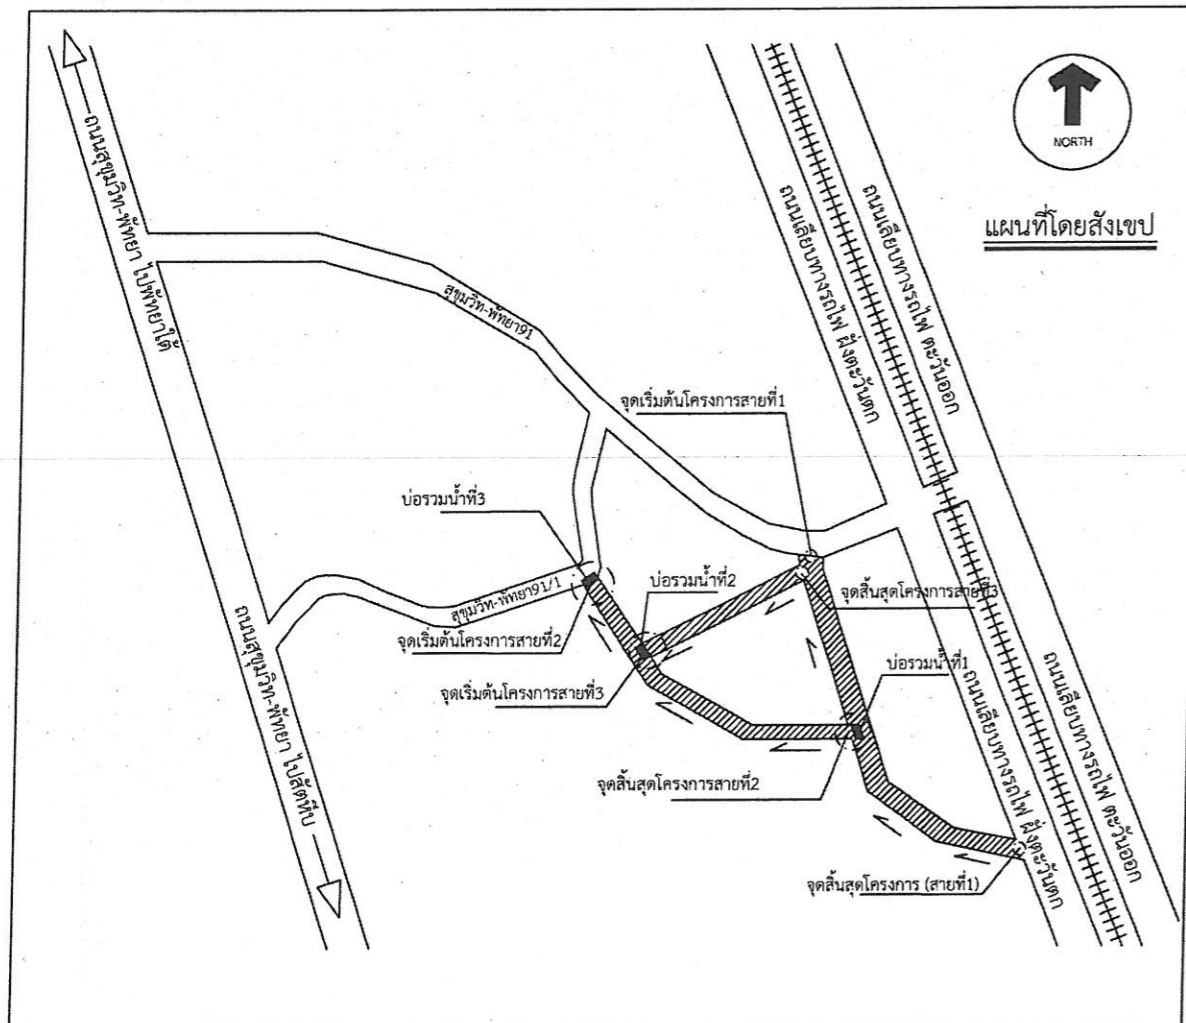 NORTH
แผนที่โดยสังเขป
ถนนสุขุมวิท-พัทยา ไปพัทยาใต้
ถนนเลียบทางรถไฟ ฝั่งตะวันตก
ถนนเลียบทางรถไฟ ตะวันออก
สุขุมวิท-พัทยา91
จุดเริ่มต้นโครงการสายที่1
บ่อรวมน้ำที่3
บ่อรวมน้ำที่2
จุดสิ้นสุดโครงการสายที่3
สุขุมวิท-พัทยา91/1
จุดเริ่มต้นโครงการสายที่2
บ่อรวมน้ำที่1
จุดเริ่มต้นโครงการสายที่3
ถนนสุขุมวิท-พัทยา ไปสัตหีบ
ถนนเลียบทางรถไฟ ฝั่งตะวันตก
ถนนเลียบทางรถไฟ ตะวันออก
จุดสิ้นสุดโครงการสายที่2
จุดสิ้นสุดโครงการ (สายที่1)